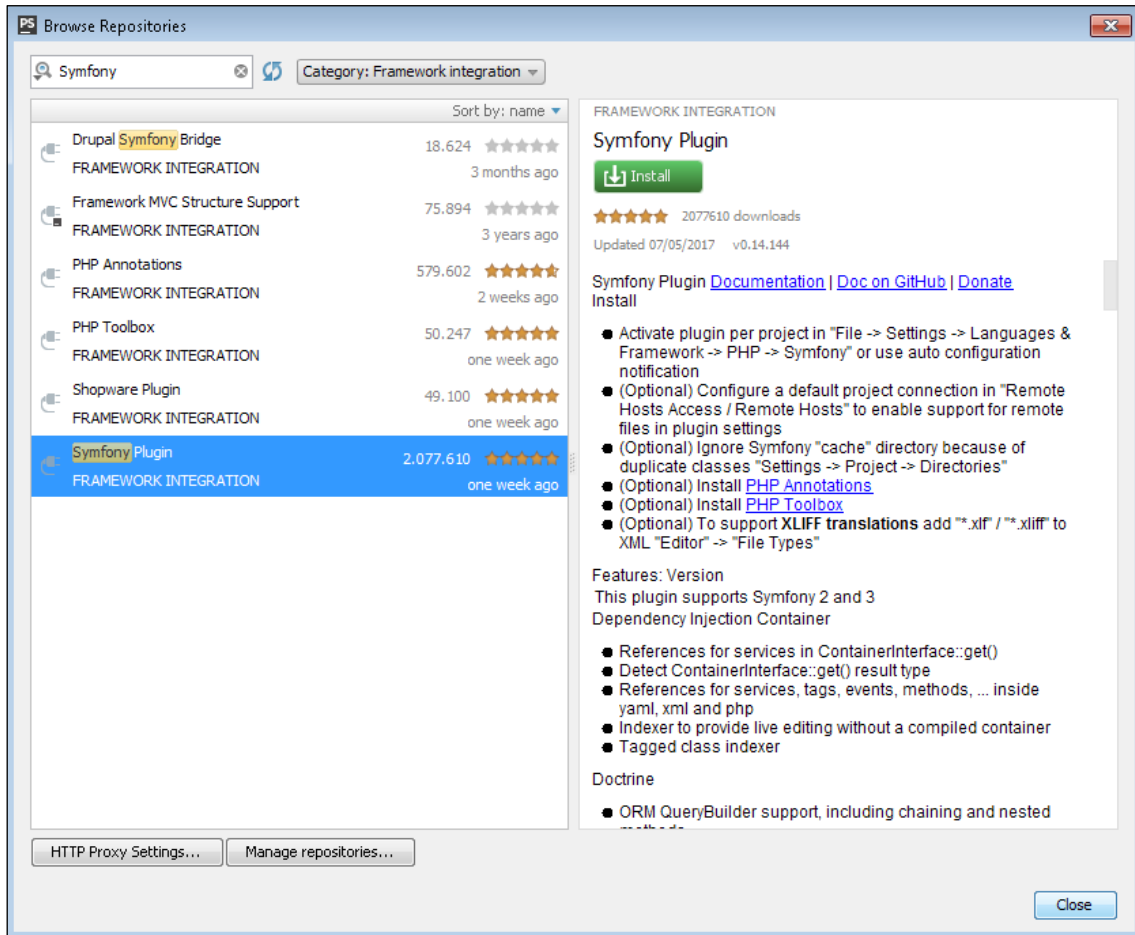 PS Browse Repositories
Symfony
Category: Framework integration
Sort by: name
Drupal Symfony Bridge 18.624
FRAMEWORK INTEGRATION 3 months ago
Framework MVC Structure Support 75.894
FRAMEWORK INTEGRATION 3 years ago
PHP Annotations 579.602
FRAMEWORK INTEGRATION 2 weeks ago
PHP Toolbox 50.247
FRAMEWORK INTEGRATION one week ago
Shopware Plugin 49.100
FRAMEWORK INTEGRATION one week ago
Symfony Plugin 2.077.610
FRAMEWORK INTEGRATION one week ago
FRAMEWORK INTEGRATION
Symfony Plugin
Install
2077610 downloads
Updated 07/05/2017 v0.14.144
Symfony Plugin Documentation | Doc on GitHub | Donate
Install
Activate plugin per project in "File -> Settings -> Languages &
Framework -> PHP -> Symfony" or use auto configuration
notification
(Optional) Configure a default project connection in "Remote
Hosts Access / Remote Hosts" to enable support for remote
files in plugin settings
(Optional) Ignore Symfony "cache" directory because of
duplicate classes "Settings -> Project -> Directories"
(Optional) Install PHP Annotations
(Optional) Install PHP Toolbox
(Optional) To support XLIFF translations add "*.xlf" / "*.xliff" to
XML "Editor" -> "File Types"
Features: Version
This plugin supports Symfony 2 and 3
Dependency Injection Container
References for services in ContainerInterface::get()
Detect ContainerInterface::get() result type
References for services, tags, events, methods, ... inside
yaml, xml and php
Indexer to provide live editing without a compiled container
Tagged class indexer
Doctrine
ORM QueryBuilder support, including chaining and nested
HTTP Proxy Settings...
Manage repositories...
Close